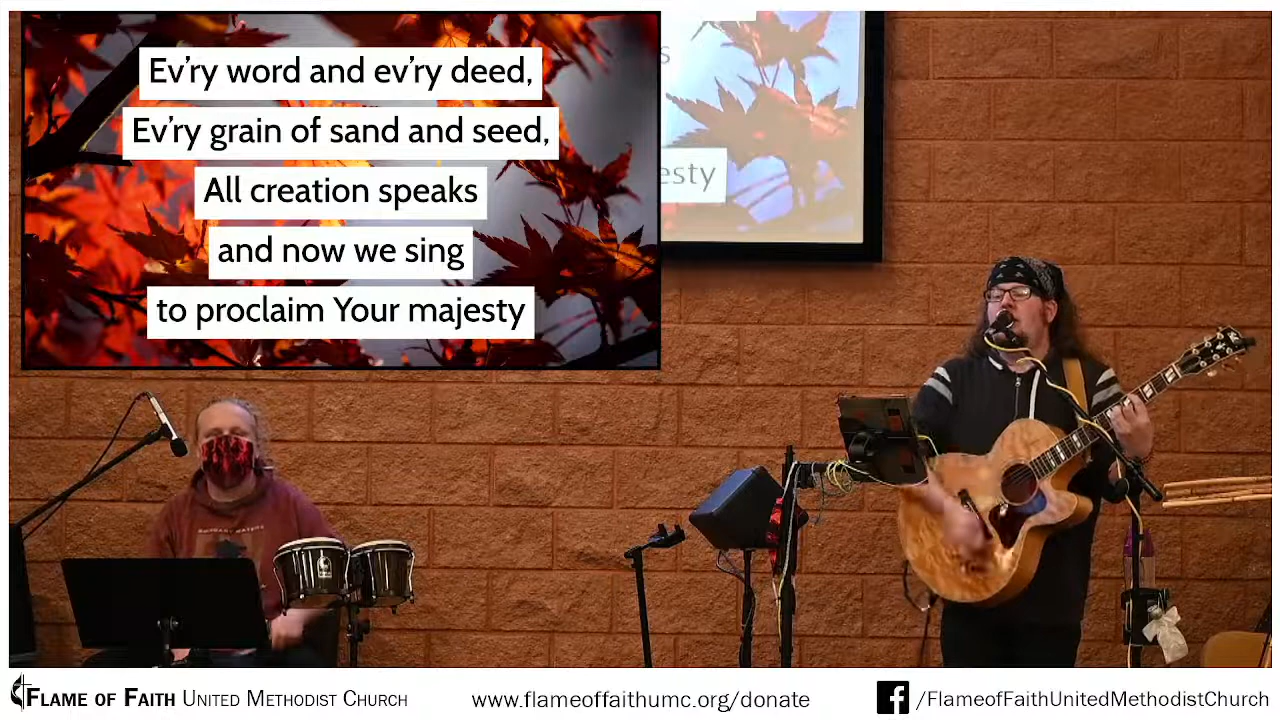 Ev'ry word and ev'ry deed,
Ev'ry grain of sand and seed,
All creation speaks
and now we sing
to proclaim Your majesty
s
esty
FLAME OF FAITH UNITED METHODIST CHURCH
www.flameoffaithumc.org/donate
/FlameofFaithUnitedMethodistChurch